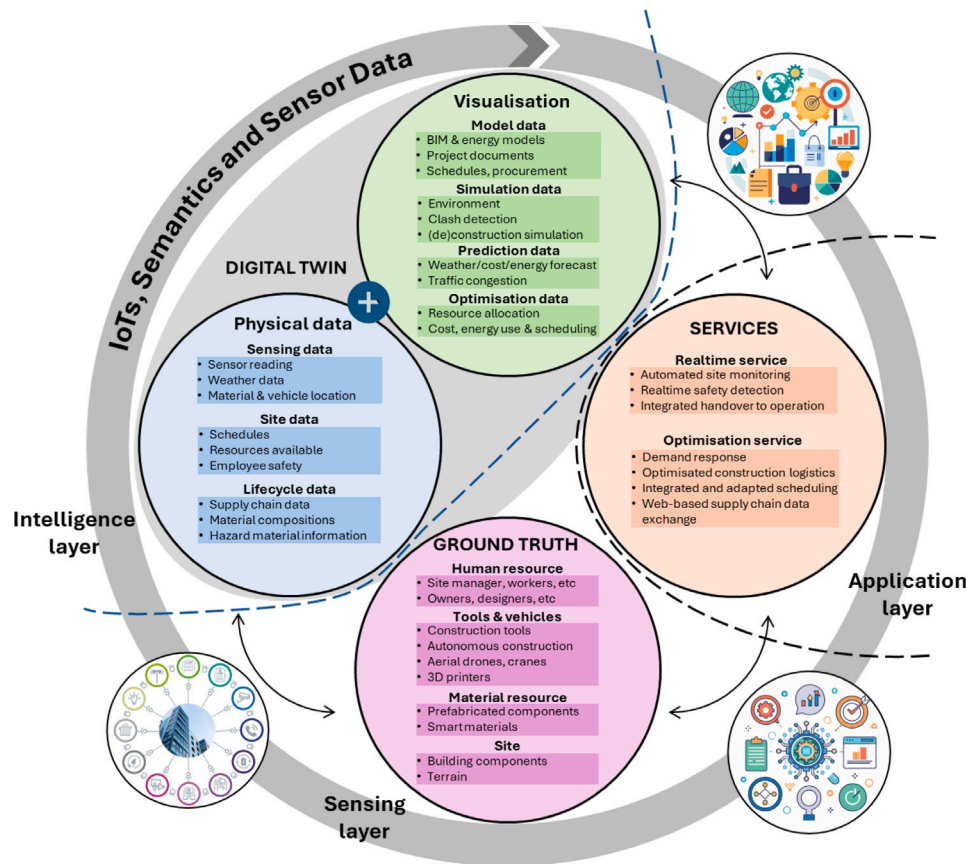 IoTs, Semantics and Sensor Data
Visualisation
Model data
• BIM & energy models
• Project documents
• Schedules, procurement
Simulation data
• Environment
• Clash detection
• (de)construction simulation
Prediction data
• Weather/cost/energy forecast
• Traffic congestion
Optimisation data
• Resource allocation
• Cost, energy use & scheduling
DIGITAL TWIN
+
Physical data
Sensing data
• Sensor reading
• Weather data
• Material & vehicle location
Site data
• Schedules
• Resources available
• Employee safety
Lifecycle data
• Supply chain data
• Material compositions
• Hazard material information
SERVICES
Realtime service
• Automated site monitoring
• Realtime safety detection
• Integrated handover to operation
Optimisation service
• Demand response
• Optimisated construction logistics
• Integrated and adapted scheduling
• Web-based supply chain data
exchange
Intelligence
layer
GROUND TRUTH
Human resource
• Site manager, workers, etc
• Owners, designers, etc
Tools & vehicles
• Construction tools
• Autonomous construction
• Aerial drones, cranes
• 3D printers
Material resource
• Prefabricated components
• Smart materials
Site
• Building components
• Terrain
Application
layer
Sensing
layer